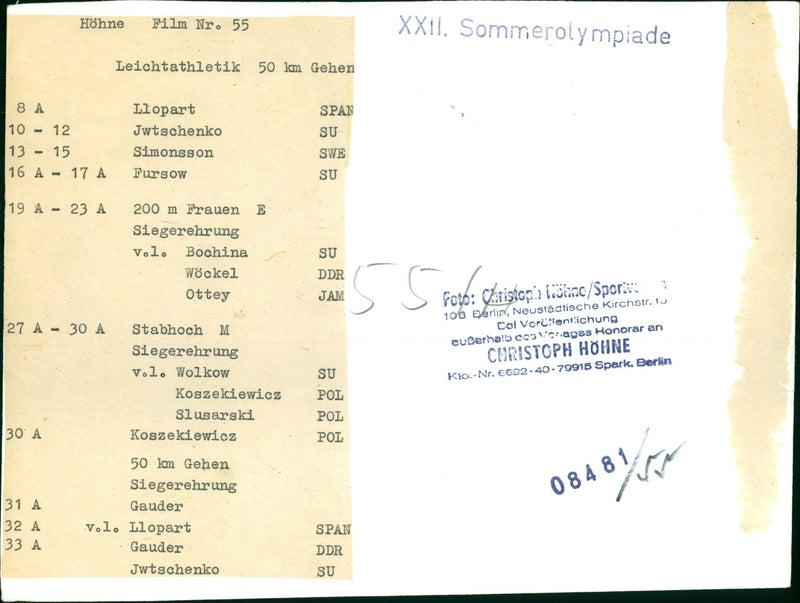 Höhne Film Nr. 55
Leichtathletik 50 km Gehen
8 A Llopart SPAN
10 - 12 Jwtschenko SU
13 - 15 Simonsson SWE
16 A - 17 A Fursow SU
19 A - 23 A 200 m Frauen E
Siegerehrung
v.l. Bochina SU
Wöckel DDR
Ottey JAM
27 A - 30 A Stabhoch M
Siegerehrung
v.l. Wolkow SU
Koszekiewicz POL
Slusarski POL
30 A Koszekiewicz POL
50 km Gehen
Siegerehrung
31 A Gauder
32 A v.l. Llopart SPAN
33 A Gauder DDR
Jwtschenko SU
XXII. Sommerolympiade
Foto: Christoph Höhne/
108 Berlin, Neustädtische Kirchstr.
Bei Veröffentlichung
außerhalb des Verlages Honorar an
CHRISTOPH HÖHNE
Kto.-Nr. 6692-40-79915 Spark. Berlin
08481/55